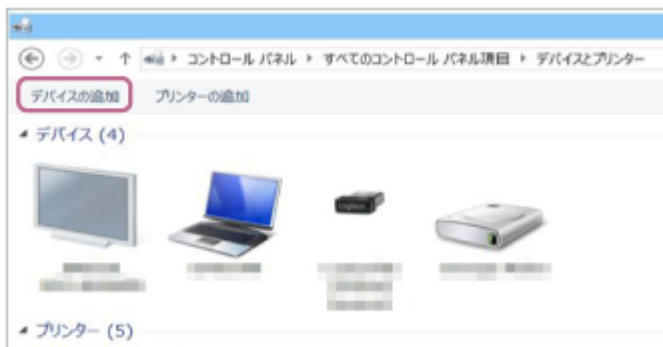 コントロール パネル ▸ すべてのコントロール パネル項目 ▸ デバイスとプリンター
デバイスの追加 プリンターの追加
デバイス (4)
Logitech
プリンター (5)